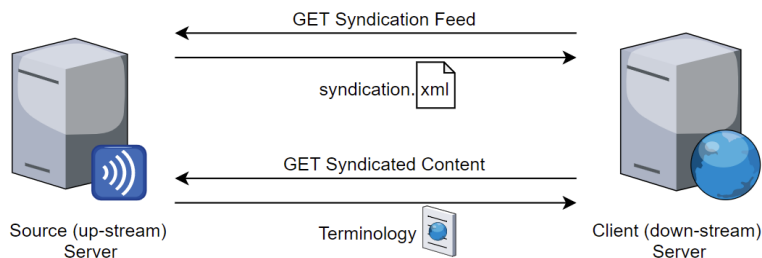 GET Syndication Feed
syndication.xml
GET Syndicated Content
Terminology
Source (up-stream)
Server
Client (down-stream)
Server